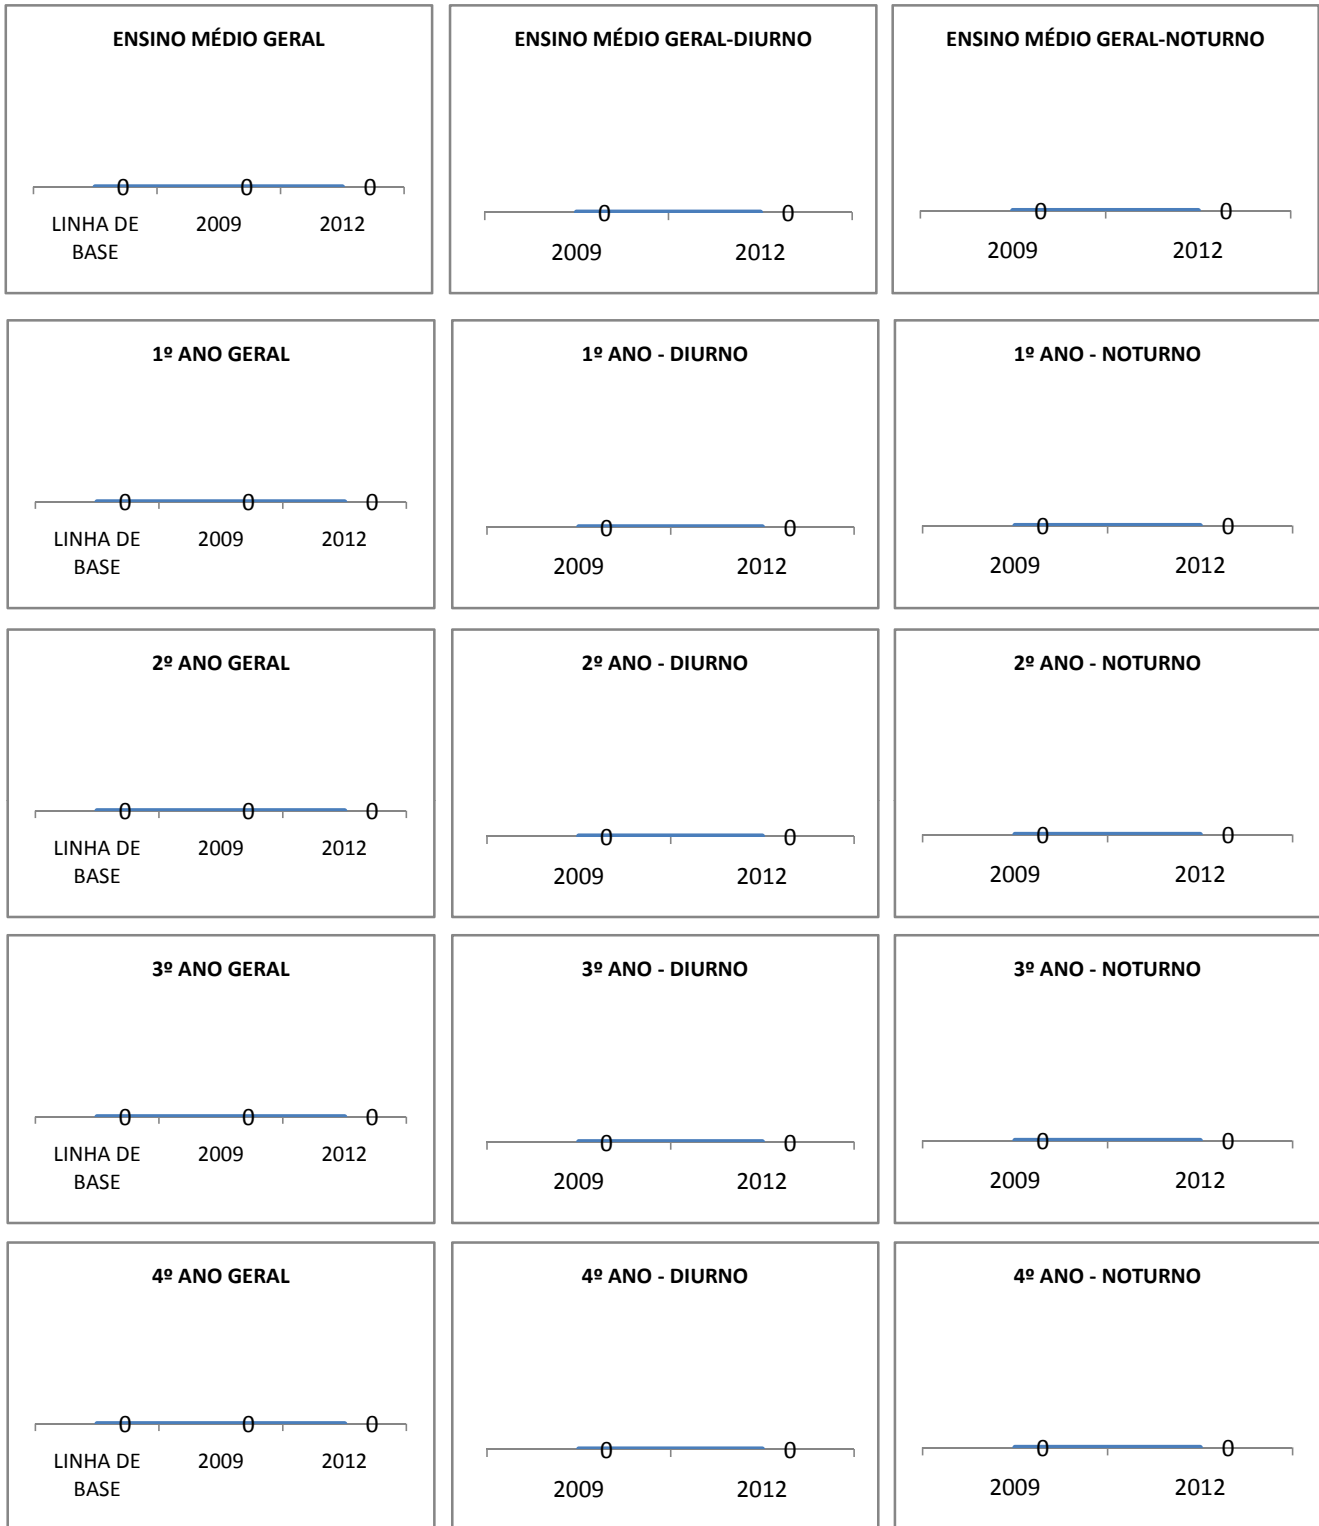 ENSINO MÉDIO GERAL
0 0 0
LINHA DE BASE 2009 2012
ENSINO MÉDIO GERAL-DIURNO
0 0
2009 2012
ENSINO MÉDIO GERAL-NOTURNO
0 0
2009 2012
1º ANO GERAL
0 0 0
LINHA DE BASE 2009 2012
1º ANO - DIURNO
0 0
2009 2012
1º ANO - NOTURNO
0 0
2009 2012
2º ANO GERAL
0 0 0
LINHA DE BASE 2009 2012
2º ANO - DIURNO
0 0
2009 2012
2º ANO - NOTURNO
0 0
2009 2012
3º ANO GERAL
0 0 0
LINHA DE BASE 2009 2012
3º ANO - DIURNO
0 0
2009 2012
3º ANO - NOTURNO
0 0
2009 2012
4º ANO GERAL
0 0 0
LINHA DE BASE 2009 2012
4º ANO - DIURNO
0 0
2009 2012
4º ANO - NOTURNO
0 0
2009 2012